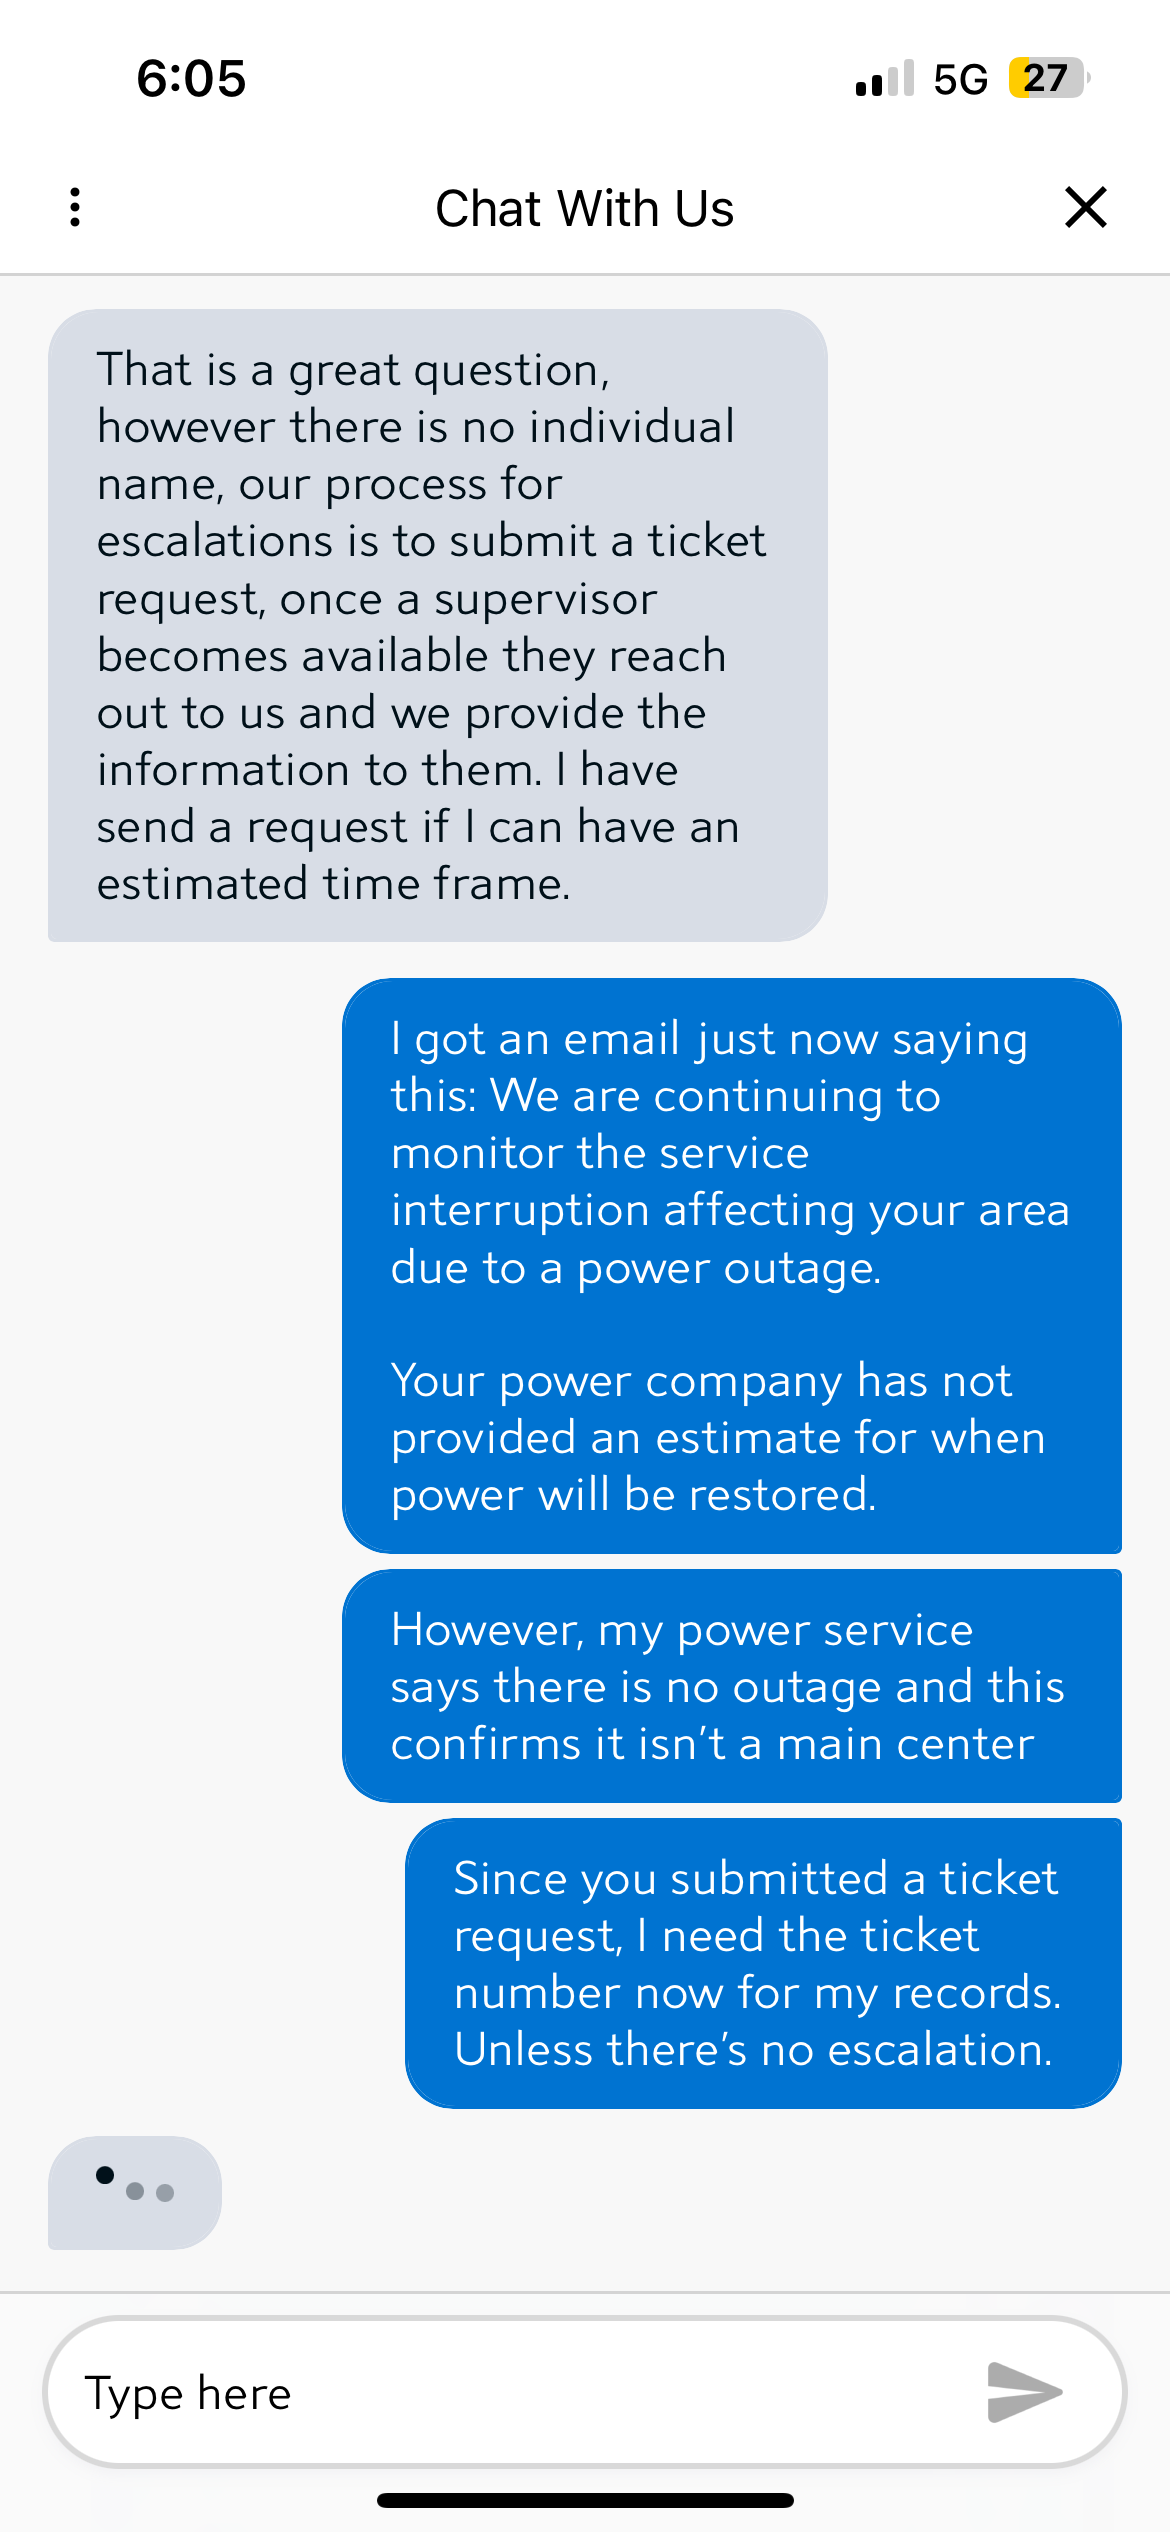 6:05
5G
27
Chat With Us
That is a great question,
however there is no individual
name, our process for
escalations is to submit a ticket
request, once a supervisor
becomes available they reach
out to us and we provide the
information to them. I have
send a request if I can have an
estimated time frame.
I got an email just now saying
this: We are continuing to
monitor the service
interruption affecting your area
due to a power outage.
Your power company has not
provided an estimate for when
power will be restored.
However, my power service
says there is no outage and this
confirms it isn’t a main center
Since you submitted a ticket
request, I need the ticket
number now for my records.
Unless there’s no escalation.
Type here